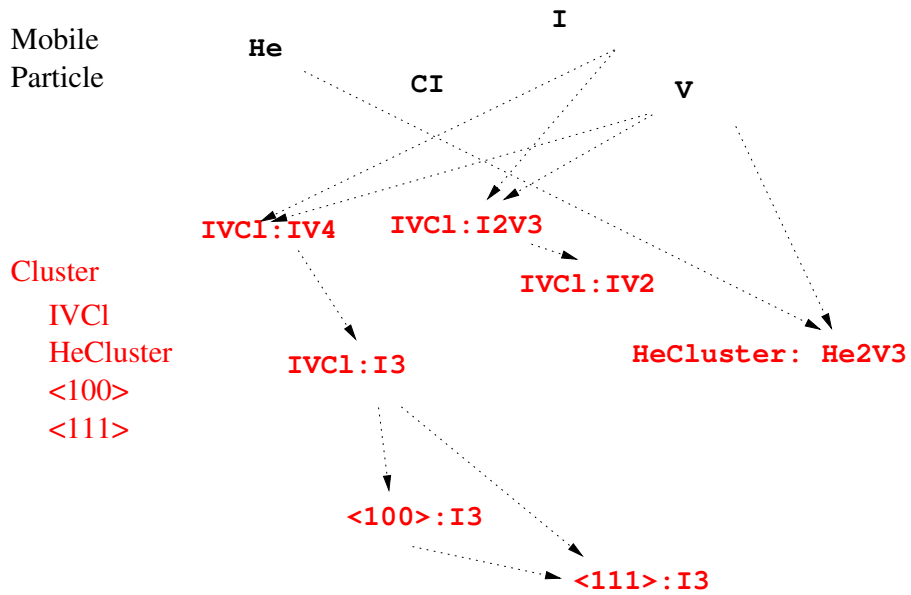 I
Mobile
He
Particle
CI
V
IVCl:IV4
IVCl:I2V3
Cluster
IVCl:IV2
IVCl
HeCluster
HeCluster: He2V3
IVCl:I3
<100>
<111>
<100>:I3
<111>:I3